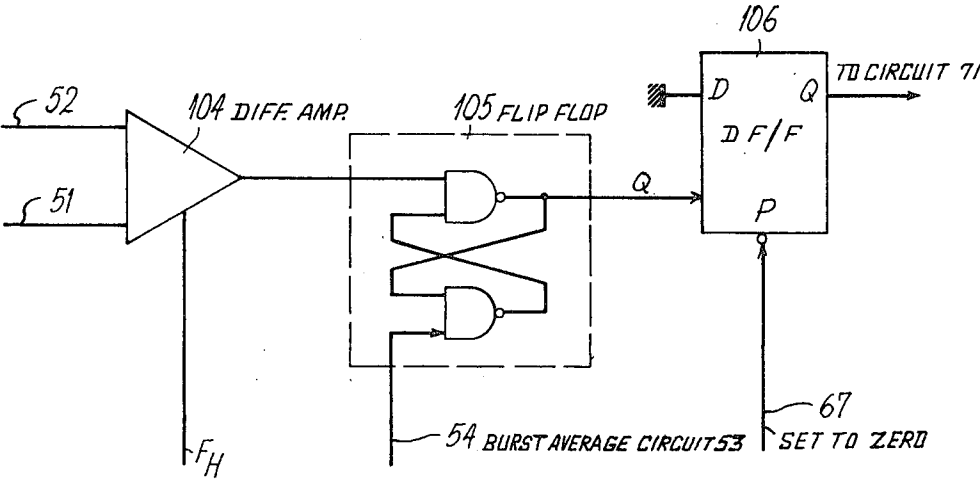 106
52
104 DIFF. AMP.
105 FLIP FLOP
D
Q
TO CIRCUIT 71
D F/F
51
Q
P
67
54 BURST AVERAGE CIRCUIT 53
SET TO ZERO
FH